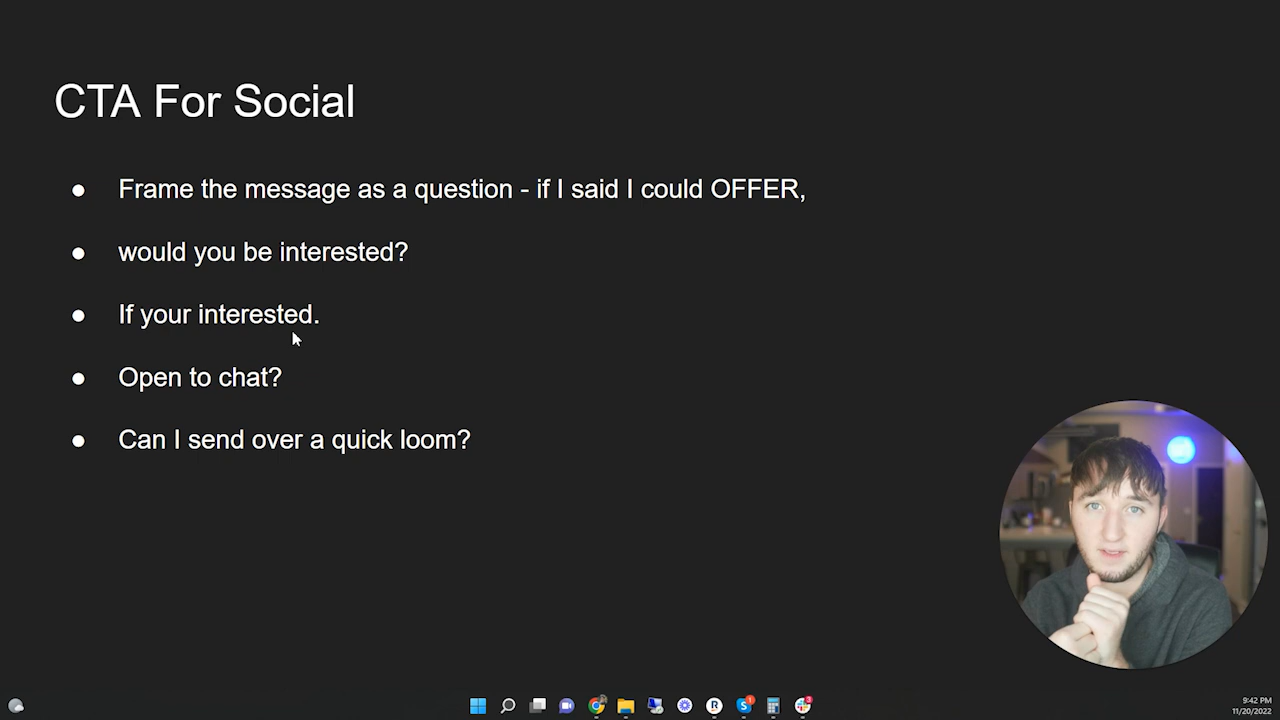 CTA For Social
● Frame the message as a question - if I said I could OFFER,
● would you be interested?
● If your interested.
● Open to chat?
● Can I send over a quick loom?
9:42 PM
11/20/2022